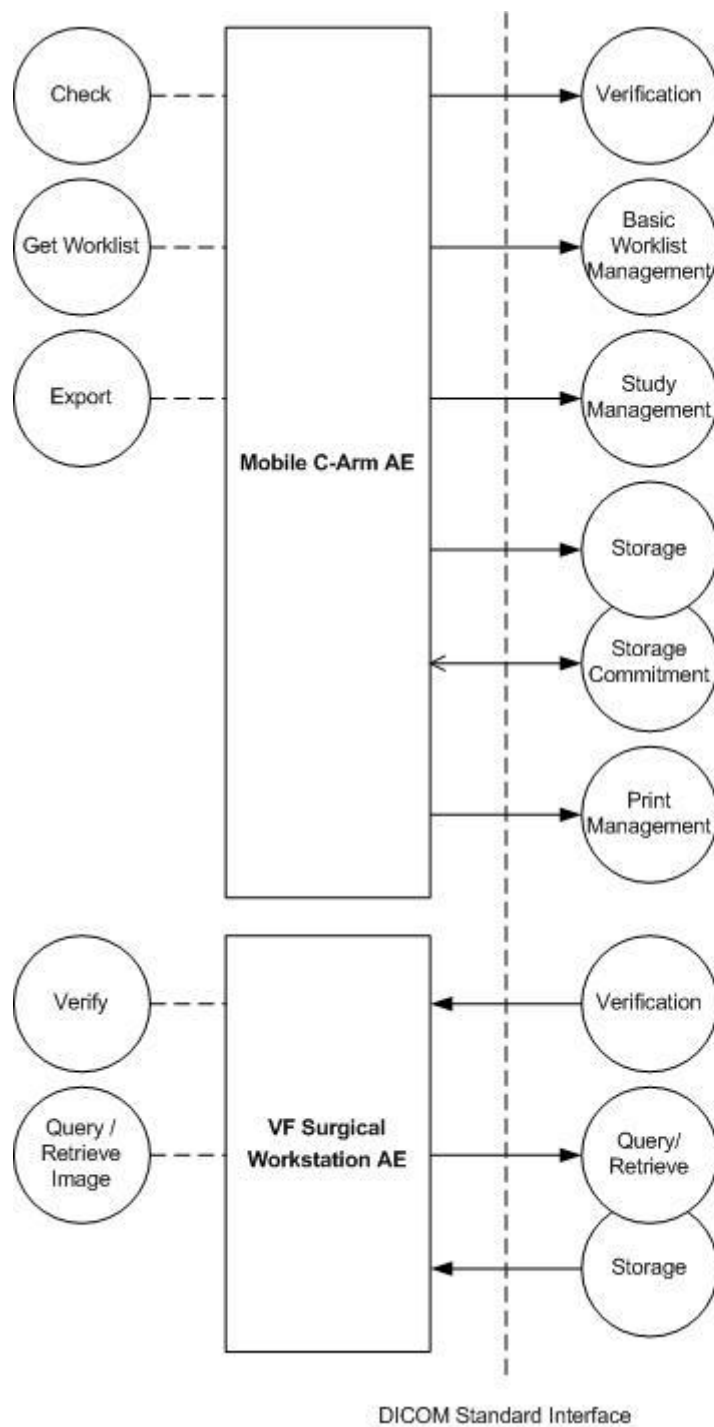 Check
Verification
Get Worklist
Basic
Worklist
Management
Export
Study
Management
Mobile C-Arm AE
Storage
Storage
Commitment
Print
Management
Verify
Verification
Query /
Retrieve
Image
VF Surgical
Workstation AE
Query/
Retrieve
Storage
DICOM Standard Interface